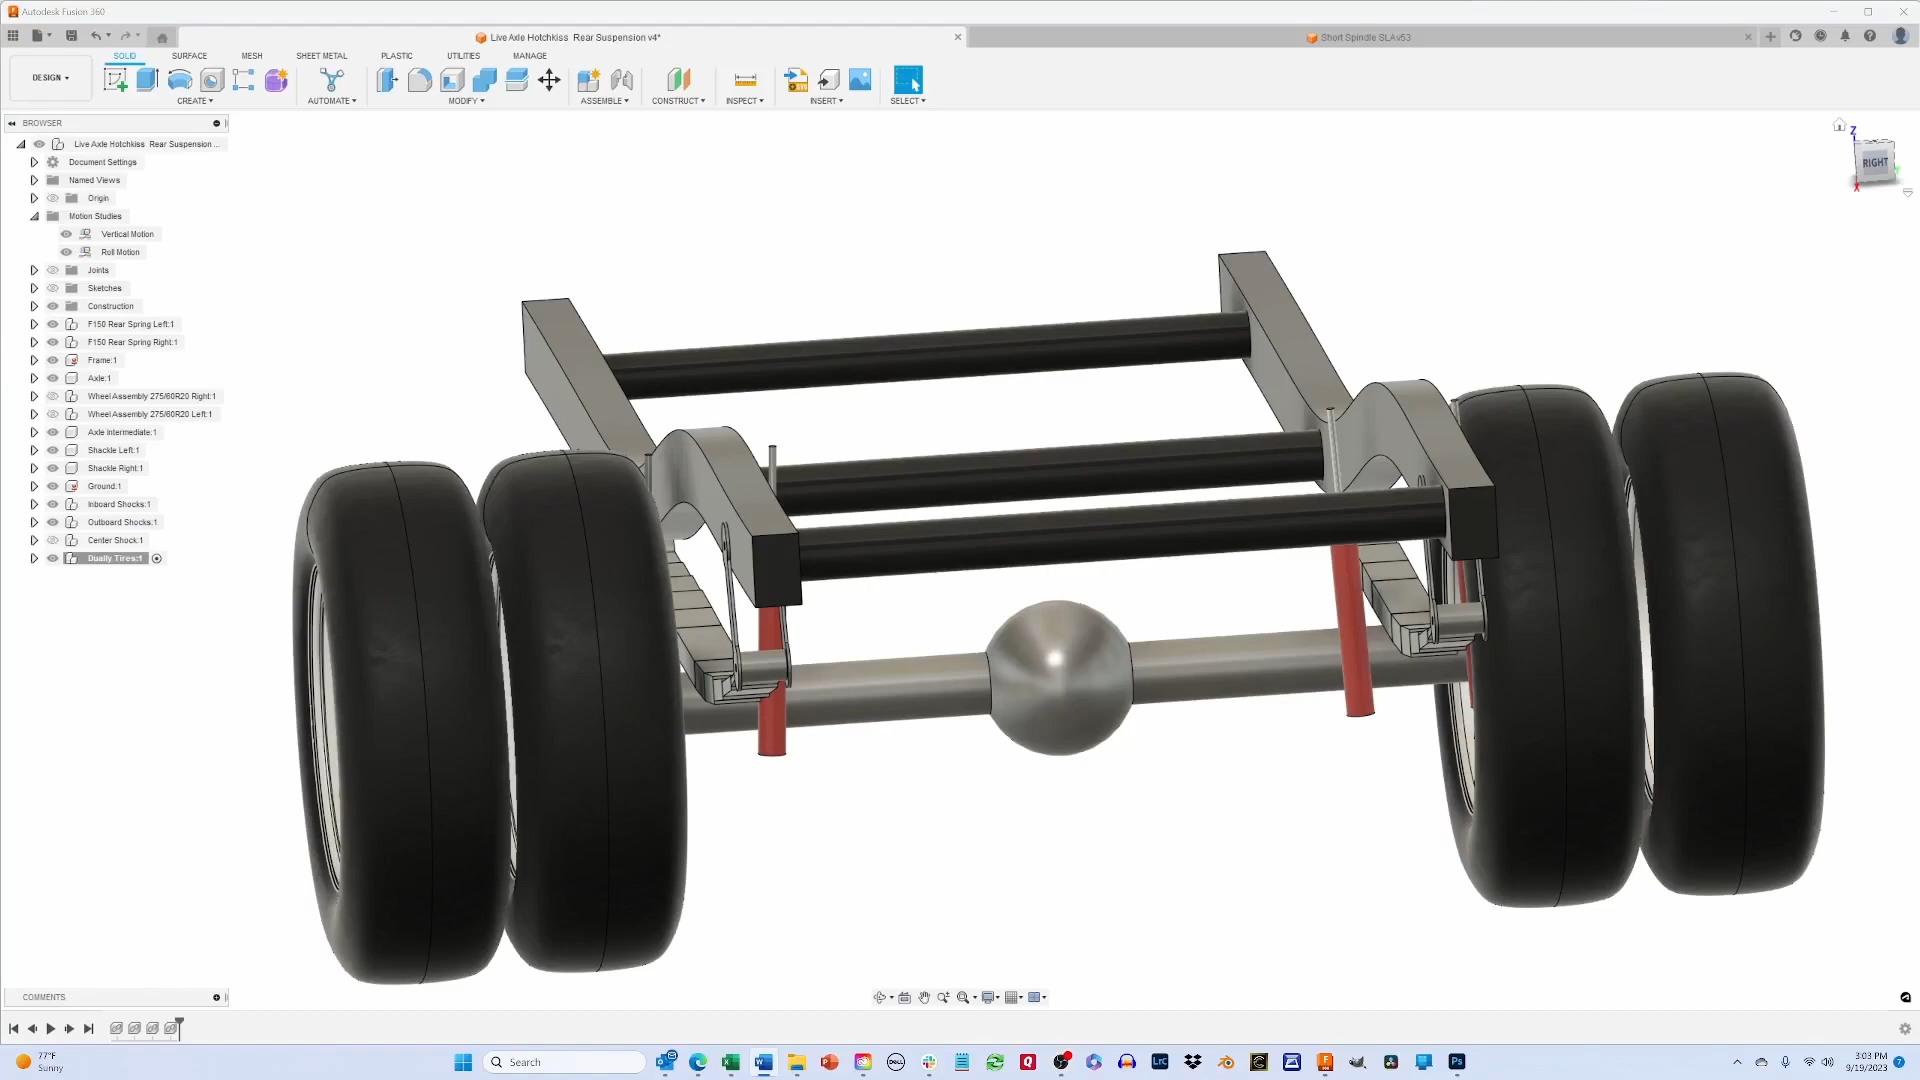 Autodesk Fusion 360
Live Axle Hotchkiss Rear Suspension v4*
Short Spindle SLAv53
SOLID SURFACE MESH SHEET METAL PLASTIC UTILITIES MANAGE
DESIGN
CREATE AUTOMATE MODIFY ASSEMBLE CONSTRUCT INSPECT INSERT SELECT
BROWSER
Live Axle Hotchkiss Rear Suspension ...
Document Settings
Named Views
Origin
Motion Studies
Vertical Motion
Roll Motion
Joints
Sketches
Construction
F150 Rear Spring Left:1
F150 Rear Spring Right:1
Frame:1
Axle:1
Wheel Assembly 275/60R20 Right:1
Wheel Assembly 275/60R20 Left:1
Axle Intermediate:1
Shackle Left:1
Shackle Right:1
Ground:1
Inboard Shocks:1
Outboard Shocks:1
Center Shock:1
Dually Tires:1
Z
RIGHT
X
COMMENTS
77°F
Sunny
Search
DELL
Q
LrC
Ps
3:03 PM
9/19/2023